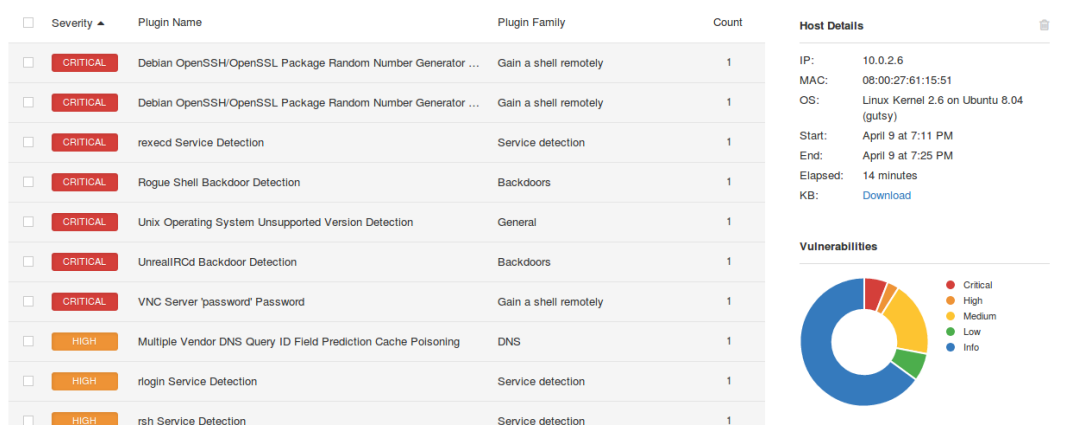 Severity Plugin Name Plugin Family Count
CRITICAL Debian OpenSSH/OpenSSL Package Random Number Generator ... Gain a shell remotely 1
CRITICAL Debian OpenSSH/OpenSSL Package Random Number Generator ... Gain a shell remotely 1
CRITICAL rexecd Service Detection Service detection 1
CRITICAL Rogue Shell Backdoor Detection Backdoors 1
CRITICAL Unix Operating System Unsupported Version Detection General 1
CRITICAL UnrealIRCd Backdoor Detection Backdoors 1
CRITICAL VNC Server 'password' Password Gain a shell remotely 1
HIGH Multiple Vendor DNS Query ID Field Prediction Cache Poisoning DNS 1
HIGH rlogin Service Detection Service detection 1
HIGH rsh Service Detection Service detection 1
Host Details
IP: 10.0.2.6
MAC: 08:00:27:61:15:51
OS: Linux Kernel 2.6 on Ubuntu 8.04
(gutsy)
Start: April 9 at 7:11 PM
End: April 9 at 7:25 PM
Elapsed: 14 minutes
KB: Download
Vulnerabilities
Critical
High
Medium
Low
Info